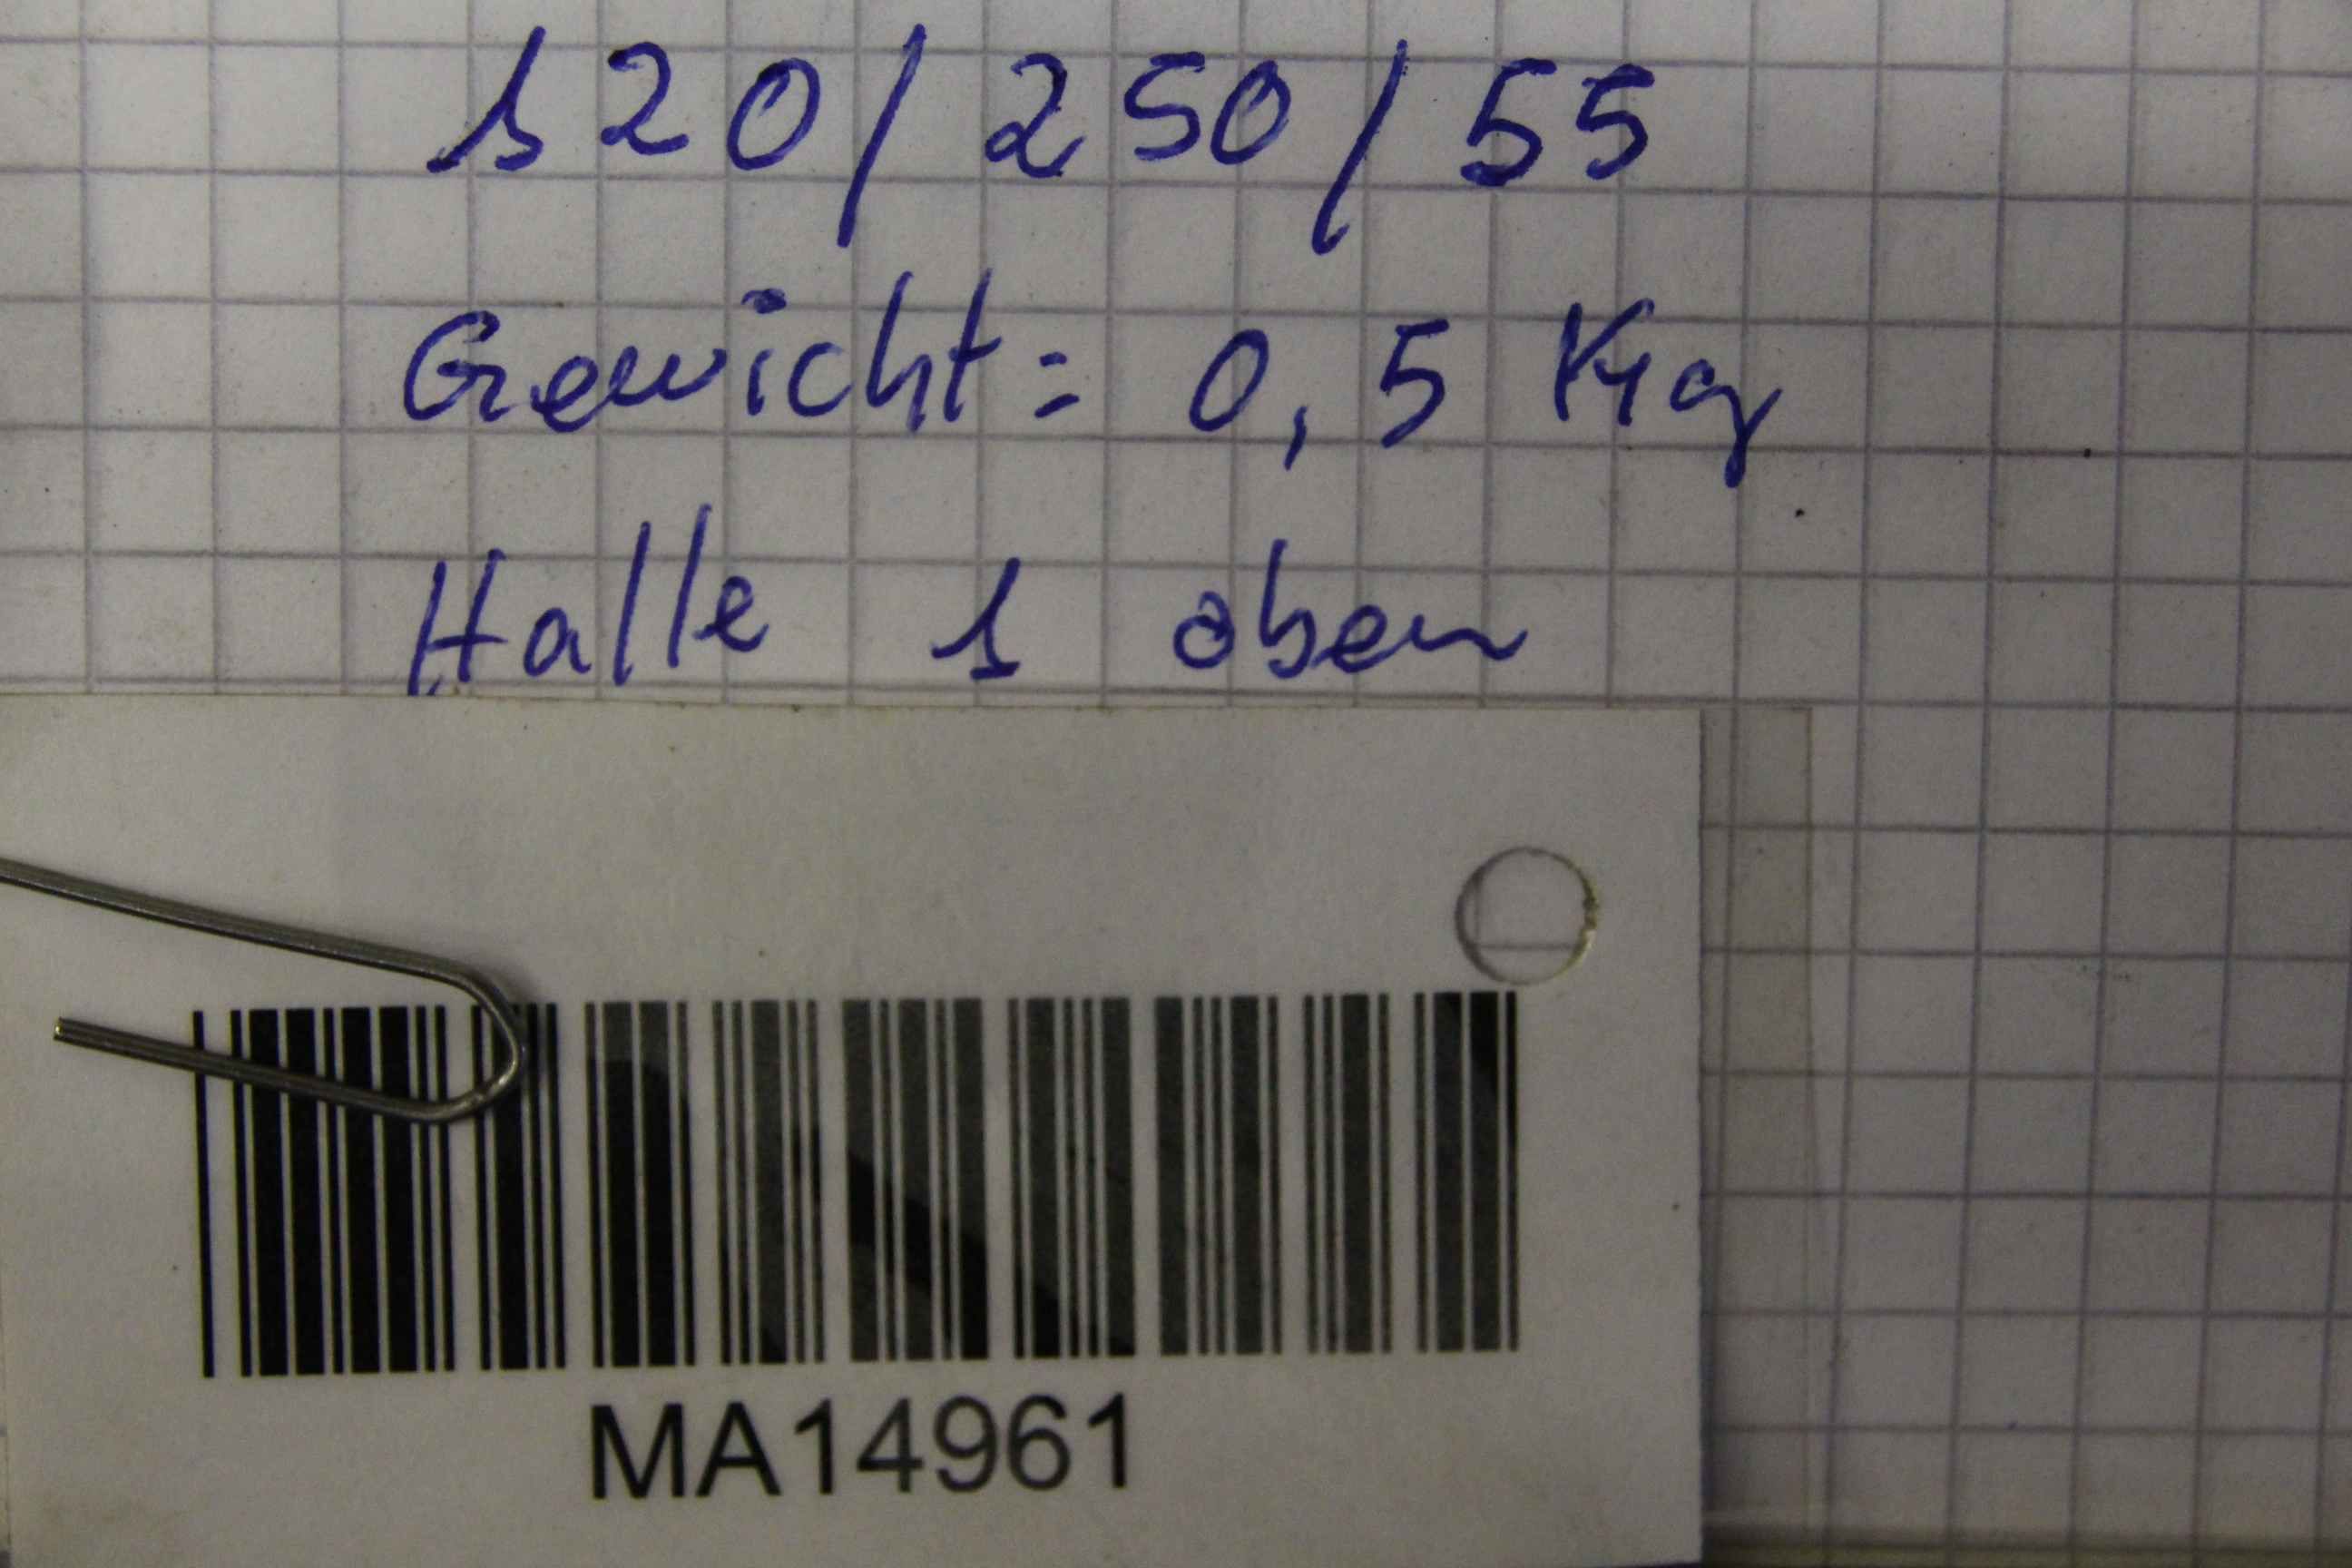 120/250/55
Gewicht: 0,5 Kg
Halle 1 oben
MA14961